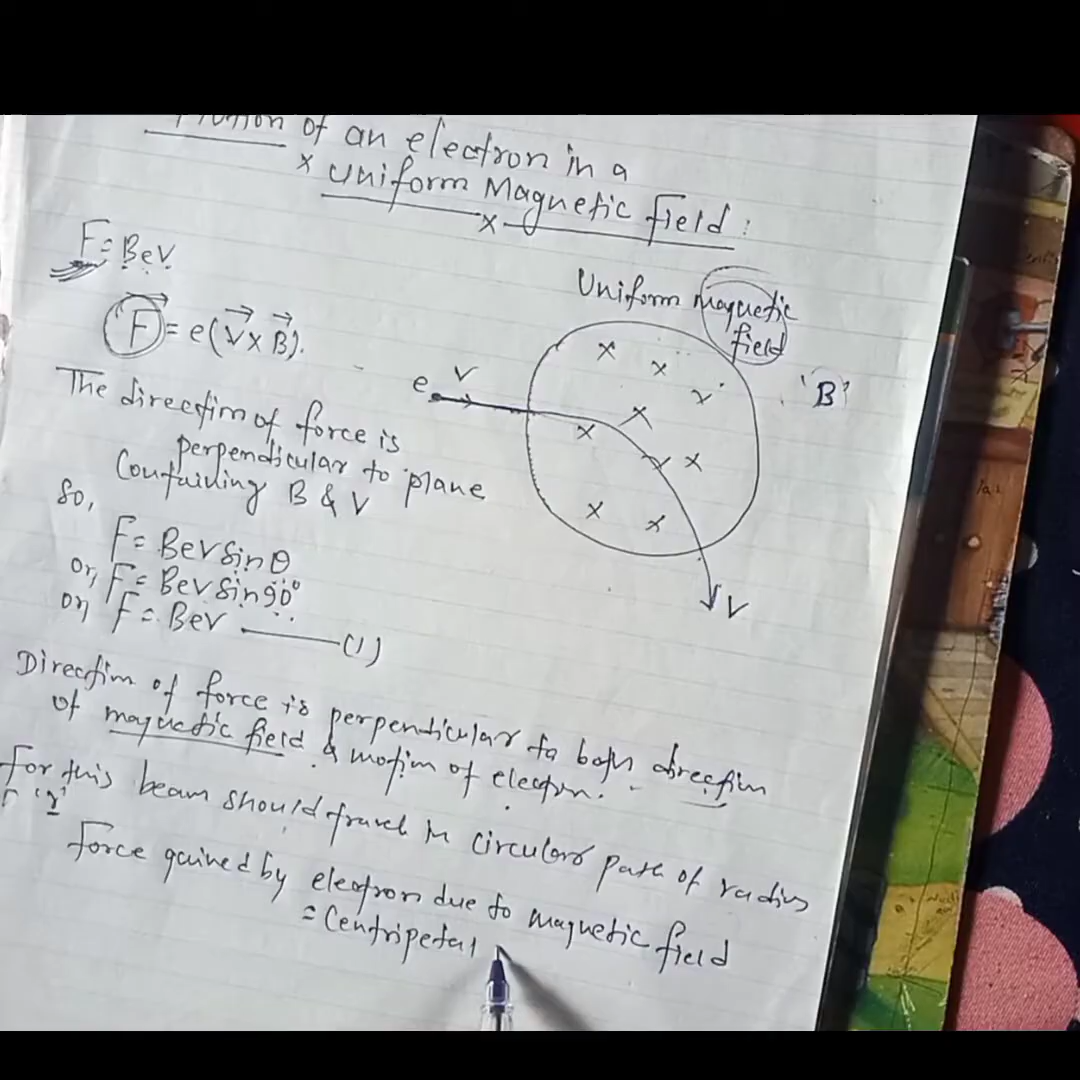 Motion of an electron in a
x Uniform Magnetic field :
x
F = Bev
F = e(V x B).
The direction of force is
perpendicular to plane
Containing B & V
So,
F = Bev sinθ
or, F = Bev sin90°
or, F = Bev ——— (1)
Uniform magnetic
field
'B'
e V
x x
x
x
x
x x
x x
V
Direction of force is perpendicular to both direction
of magnetic field & motion of electron.
For this beam should travel in circular path of radius
'r'
Force gained by electron due to magnetic field
= Centripetal